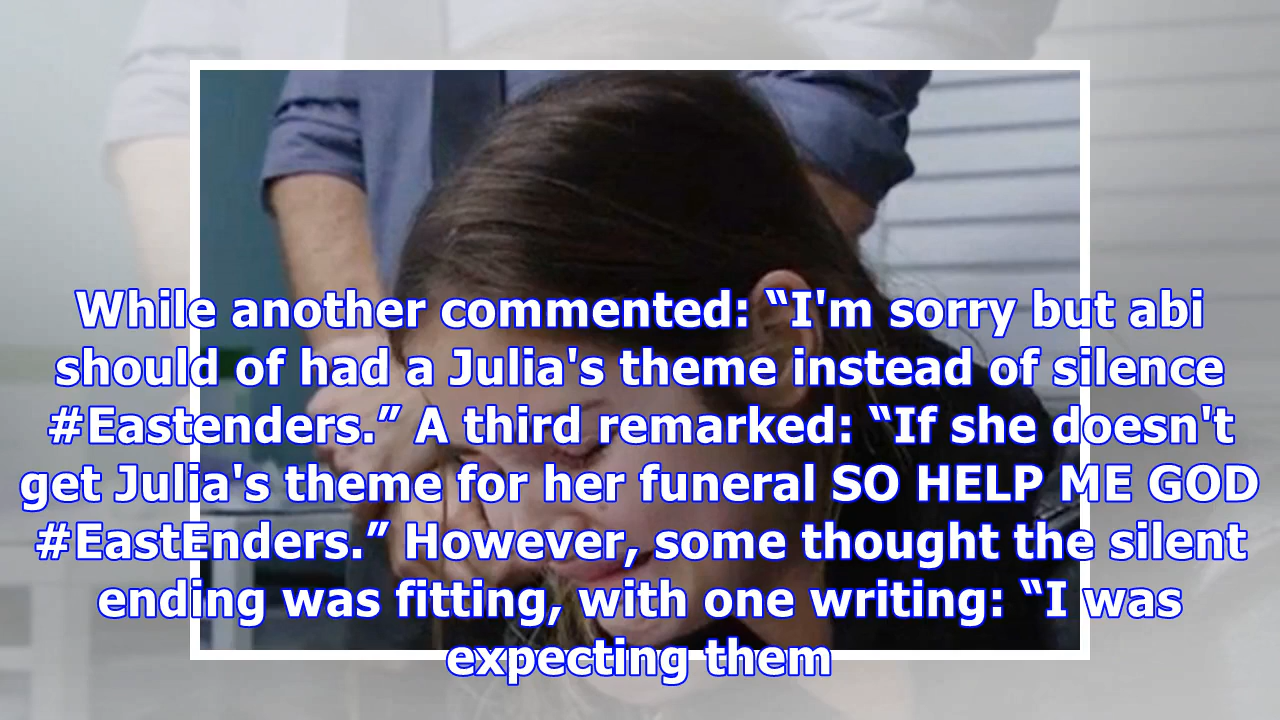 While another commented: “I'm sorry but abi
should of had a Julia's theme instead of silence
#Eastenders.” A third remarked: “If she doesn't
get Julia's theme for her funeral SO HELP ME GOD
#EastEnders.” However, some thought the silent
ending was fitting, with one writing: “I was
expecting them